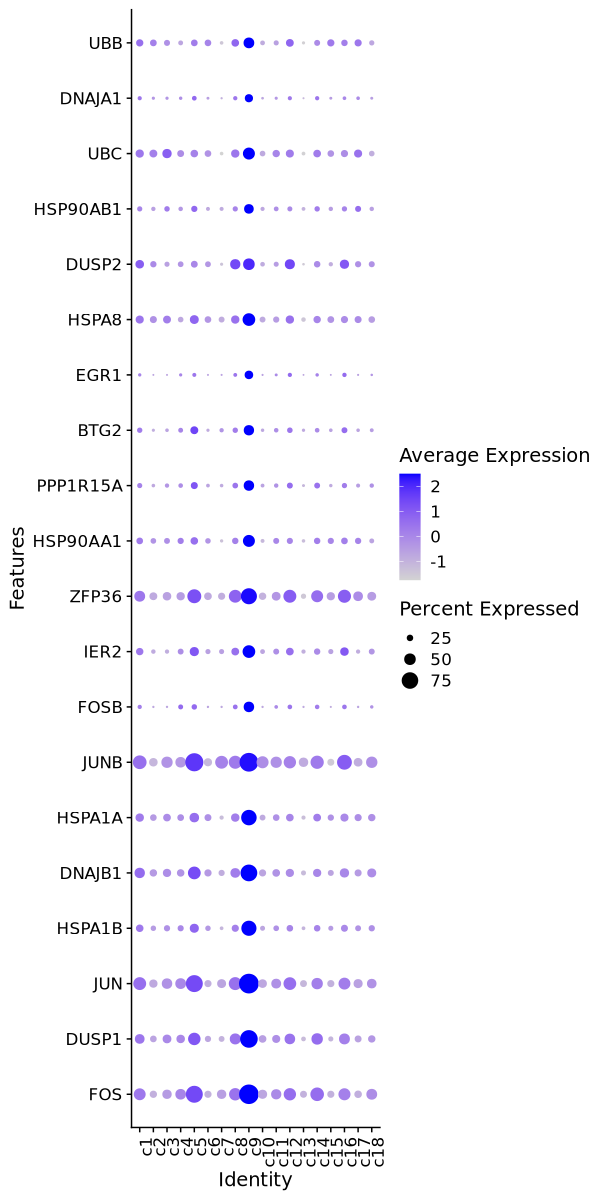 UBB
DNAJA1
UBC
HSP90AB1
DUSP2
HSPA8
EGR1
BTG2
PPP1R15A
HSP90AA1
ZFP36
IER2
FOSB
JUNB
HSPA1A
DNAJB1
HSPA1B
JUN
DUSP1
FOS
Features
c1
c2
c3
c4
c5
c6
c7
c8
c9
c10
c11
c12
c13
c14
c15
c16
c17
c18
Identity
Average Expression
2
1
0
-1
Percent Expressed
25
50
75